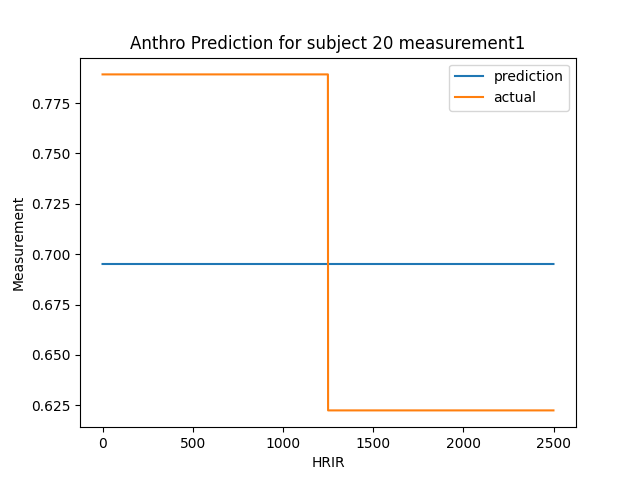 Anthro Prediction for subject 20 measurement1
prediction
actual
0.775
0.750
0.725
0.700
0.675
0.650
0.625
Measurement
0 500 1000 1500 2000 2500
HRIR